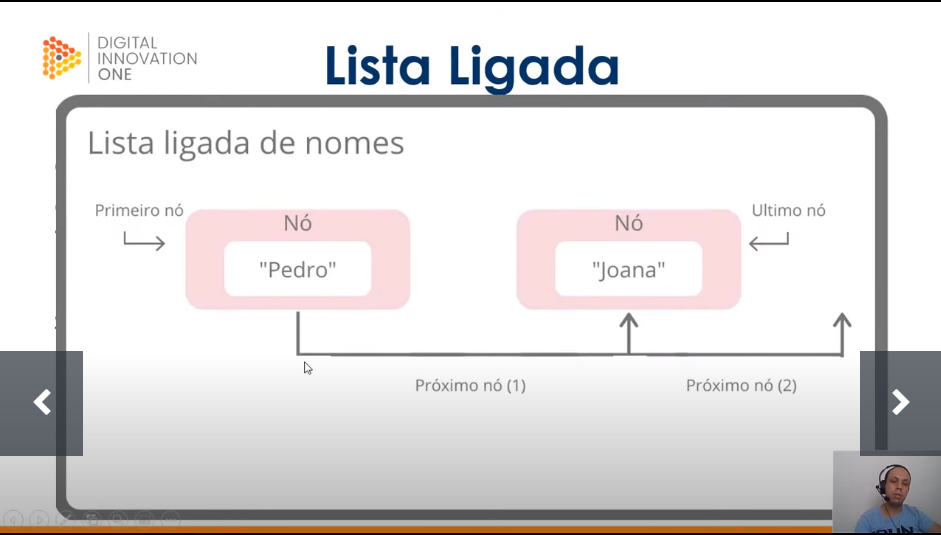 DIGITAL
INNOVATION
ONE
Lista Ligada
Lista ligada de nomes
Primeiro nó
Nó
"Pedro"
Nó
"Joana"
Ultimo nó
Próximo nó (1)
Próximo nó (2)